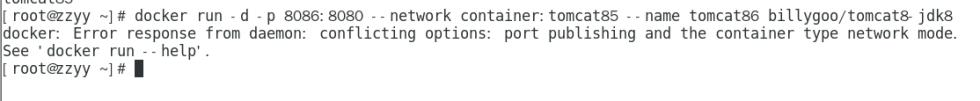 [root@zzyy ~]# docker run -d -p 8086:8080 --network container:tomcat85 --name tomcat86 billygoo/tomcat8-jdk8
docker: Error response from daemon: conflicting options: port publishing and the container type network mode.
See 'docker run --help'.
[root@zzyy ~]#